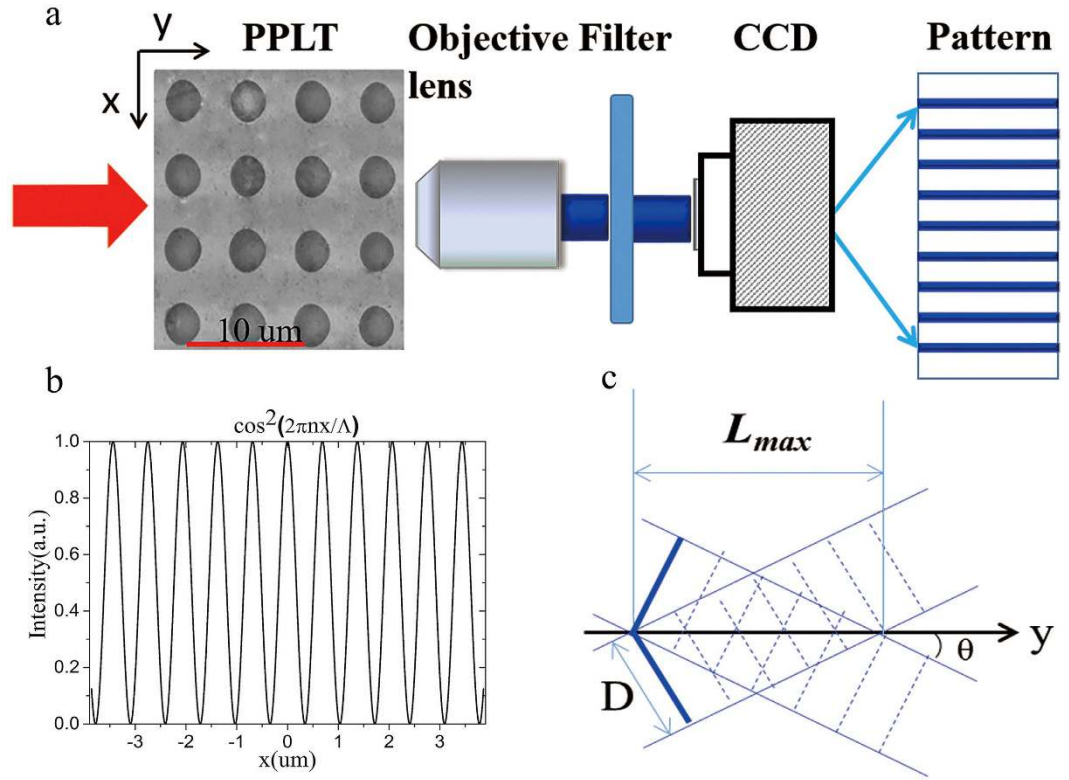 a
y
PPLT
Objective Filter
lens
CCD
Pattern
x
10 um
b
cos²(2πnx/Λ)
Intensity(a.u.)
1.0
0.8
0.6
0.4
0.2
0.0
-3 -2 -1 0 1 2 3
x(um)
c
Lmax
y
θ
D